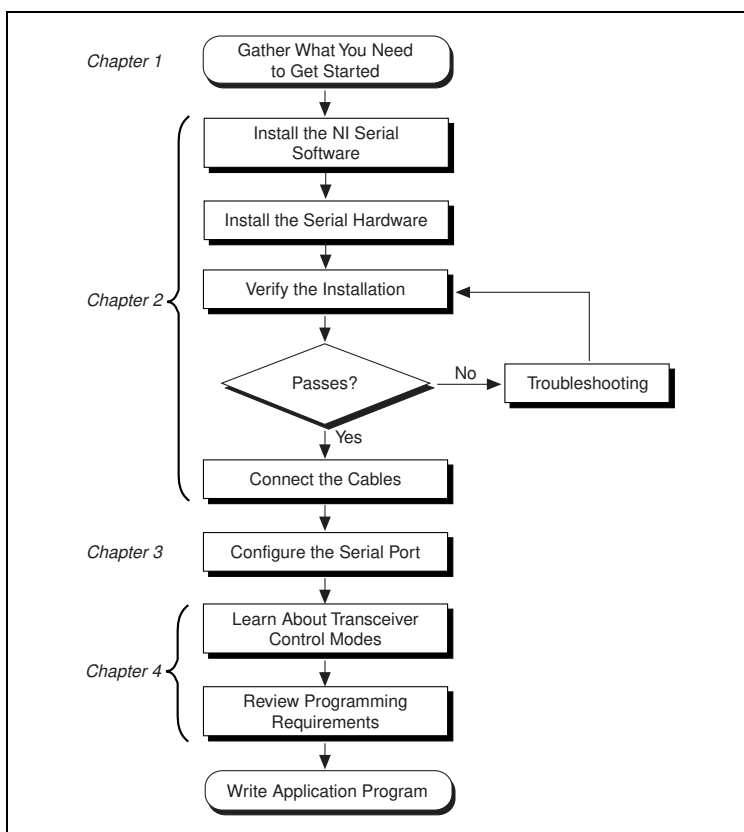 Chapter 1
Gather What You Need
to Get Started
Install the NI Serial
Software
Install the Serial Hardware
Chapter 2
Verify the Installation
Passes?
No
Troubleshooting
Yes
Connect the Cables
Chapter 3
Configure the Serial Port
Chapter 4
Learn About Transceiver
Control Modes
Review Programming
Requirements
Write Application Program